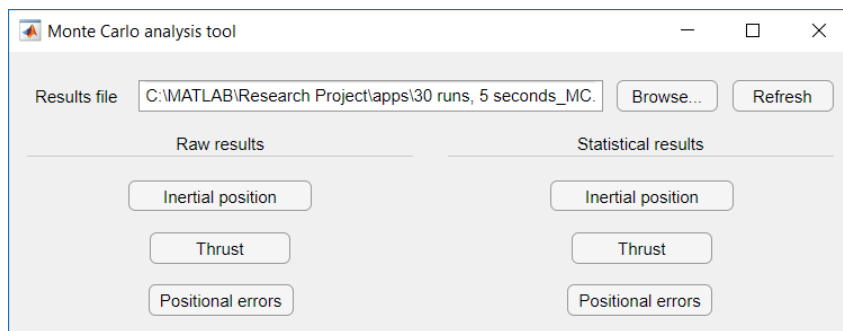 Monte Carlo analysis tool
Results file C:\MATLAB\Research Project\apps\30 runs, 5 seconds_MC. Browse... Refresh
Raw results Statistical results
Inertial position Inertial position
Thrust Thrust
Positional errors Positional errors